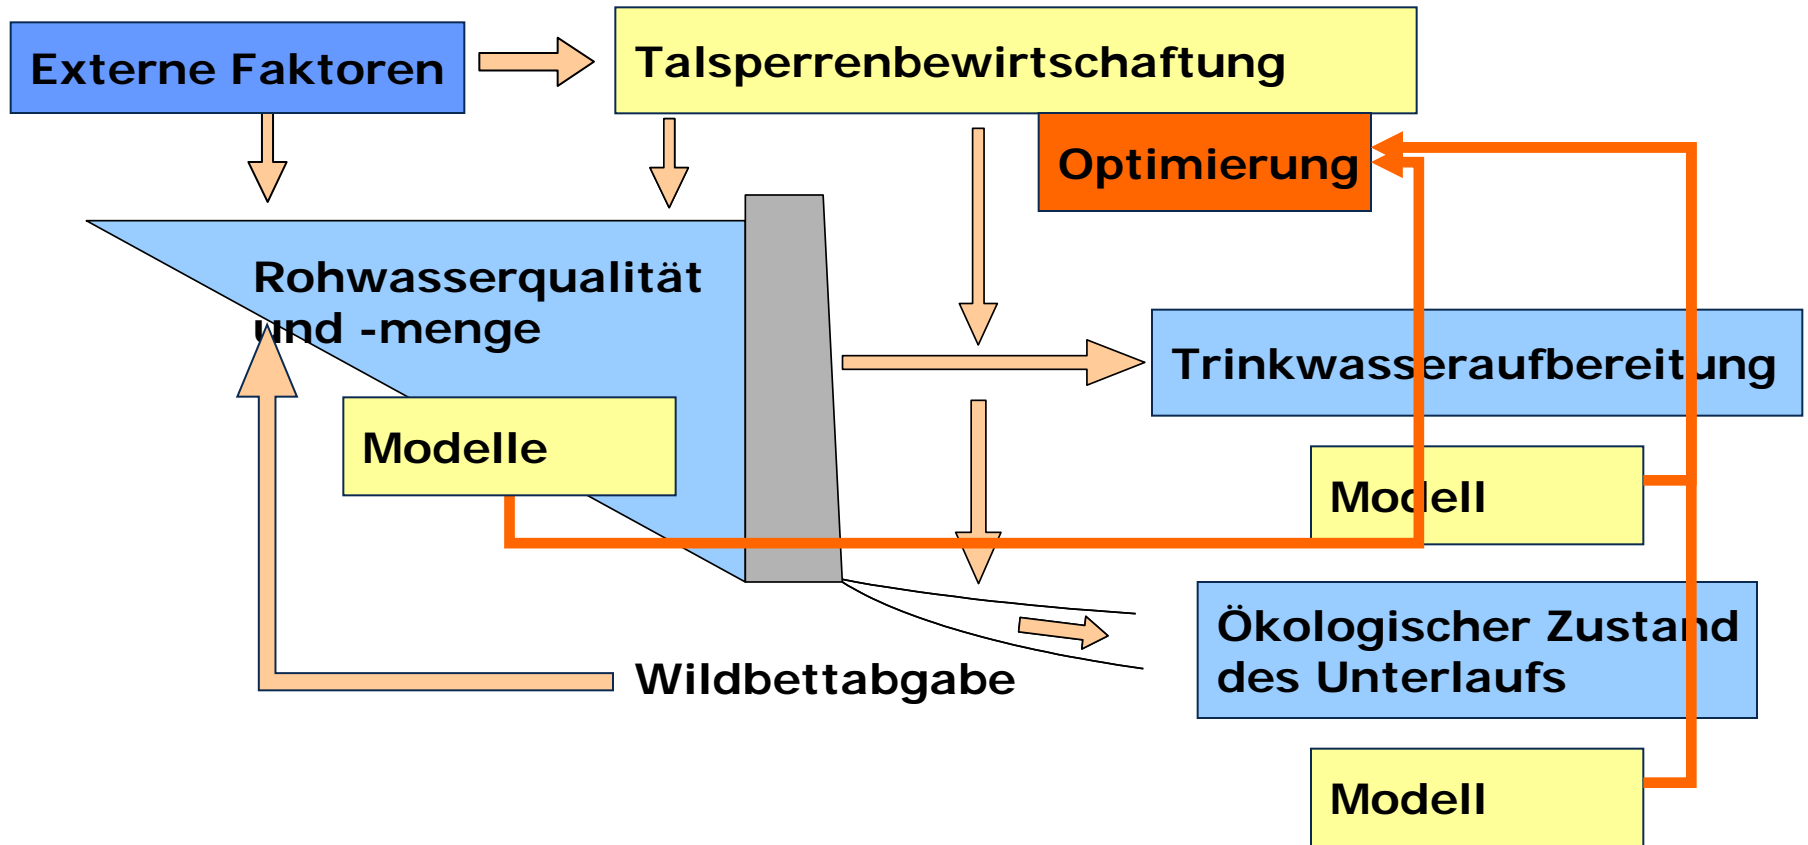 Externe Faktoren
Talsperrenbewirtschaftung
Optimierung
Rohwasserqualität
und -menge
Trinkwasseraufbereitung
Modelle
Modell
Ökologischer Zustand
des Unterlaufs
Wildbettabgabe
Modell